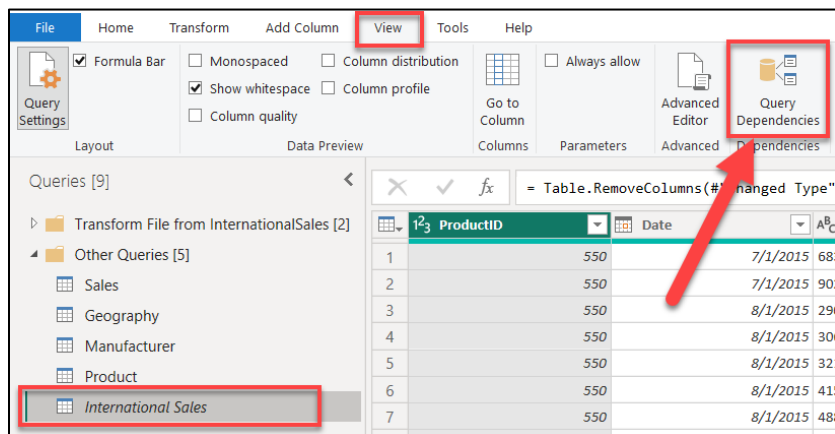 File Home Transform Add Column View Tools Help
Formula Bar Monospaced Column distribution Always allow
Show whitespace Column profile
Query Settings Column quality Go to Column Advanced Editor Query Dependencies
Layout Data Preview Columns Parameters Advanced Dependencies
Queries [9] fx = Table.RemoveColumns(#"Changed Type"
Transform File from InternationalSales [2] 123 ProductID Date ABC
Other Queries [5] 1 550 7/1/2015
Sales 2 550 7/1/2015
Geography 3 550 8/1/2015
Manufacturer 4 550 8/1/2015
Product 5 550 8/1/2015
6 550 8/1/2015
International Sales 7 550 8/1/2015